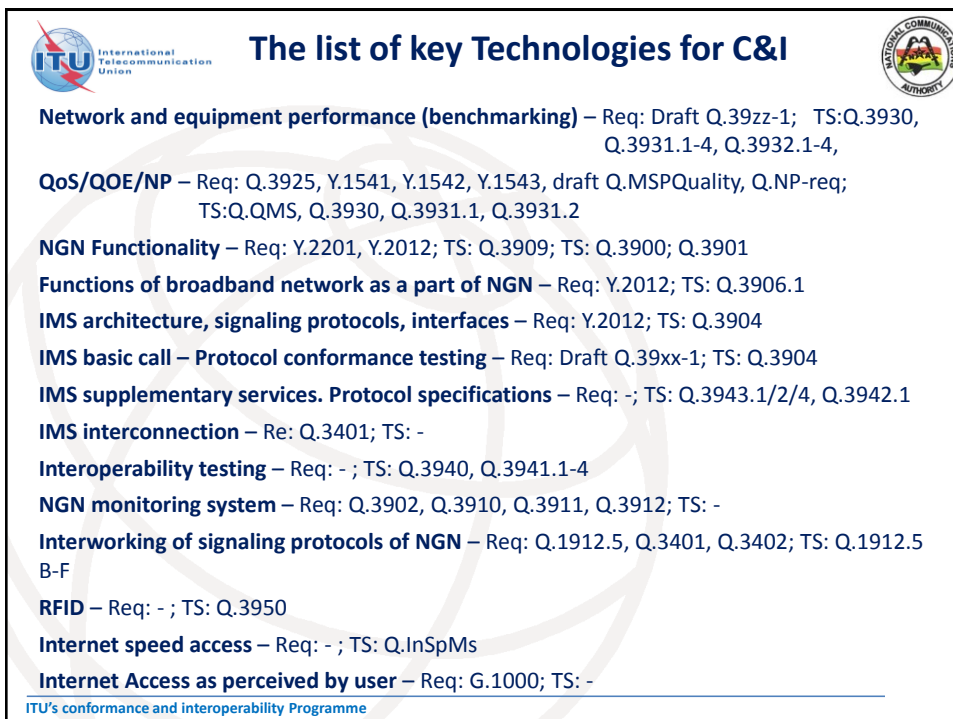 ITU International
Telecommunication
Union
The list of key Technologies for C&I
NATIONAL COMMUNICATIONS
AUTHORITY
Network and equipment performance (benchmarking) – Req: Draft Q.39zz-1; TS:Q.3930,
Q.3931.1-4, Q.3932.1-4,
QoS/QOE/NP – Req: Q.3925, Y.1541, Y.1542, Y.1543, draft Q.MSPQuality, Q.NP-req;
TS:Q.QMS, Q.3930, Q.3931.1, Q.3931.2
NGN Functionality – Req: Y.2201, Y.2012; TS: Q.3909; TS: Q.3900; Q.3901
Functions of broadband network as a part of NGN – Req: Y.2012; TS: Q.3906.1
IMS architecture, signaling protocols, interfaces – Req: Y.2012; TS: Q.3904
IMS basic call – Protocol conformance testing – Req: Draft Q.39xx-1; TS: Q.3904
IMS supplementary services. Protocol specifications – Req: -; TS: Q.3943.1/2/4, Q.3942.1
IMS interconnection – Re: Q.3401; TS: -
Interoperability testing – Req: - ; TS: Q.3940, Q.3941.1-4
NGN monitoring system – Req: Q.3902, Q.3910, Q.3911, Q.3912; TS: -
Interworking of signaling protocols of NGN – Req: Q.1912.5, Q.3401, Q.3402; TS: Q.1912.5
B-F
RFID – Req: - ; TS: Q.3950
Internet speed access – Req: - ; TS: Q.InSpMs
Internet Access as perceived by user – Req: G.1000; TS: -
ITU's conformance and interoperability Programme